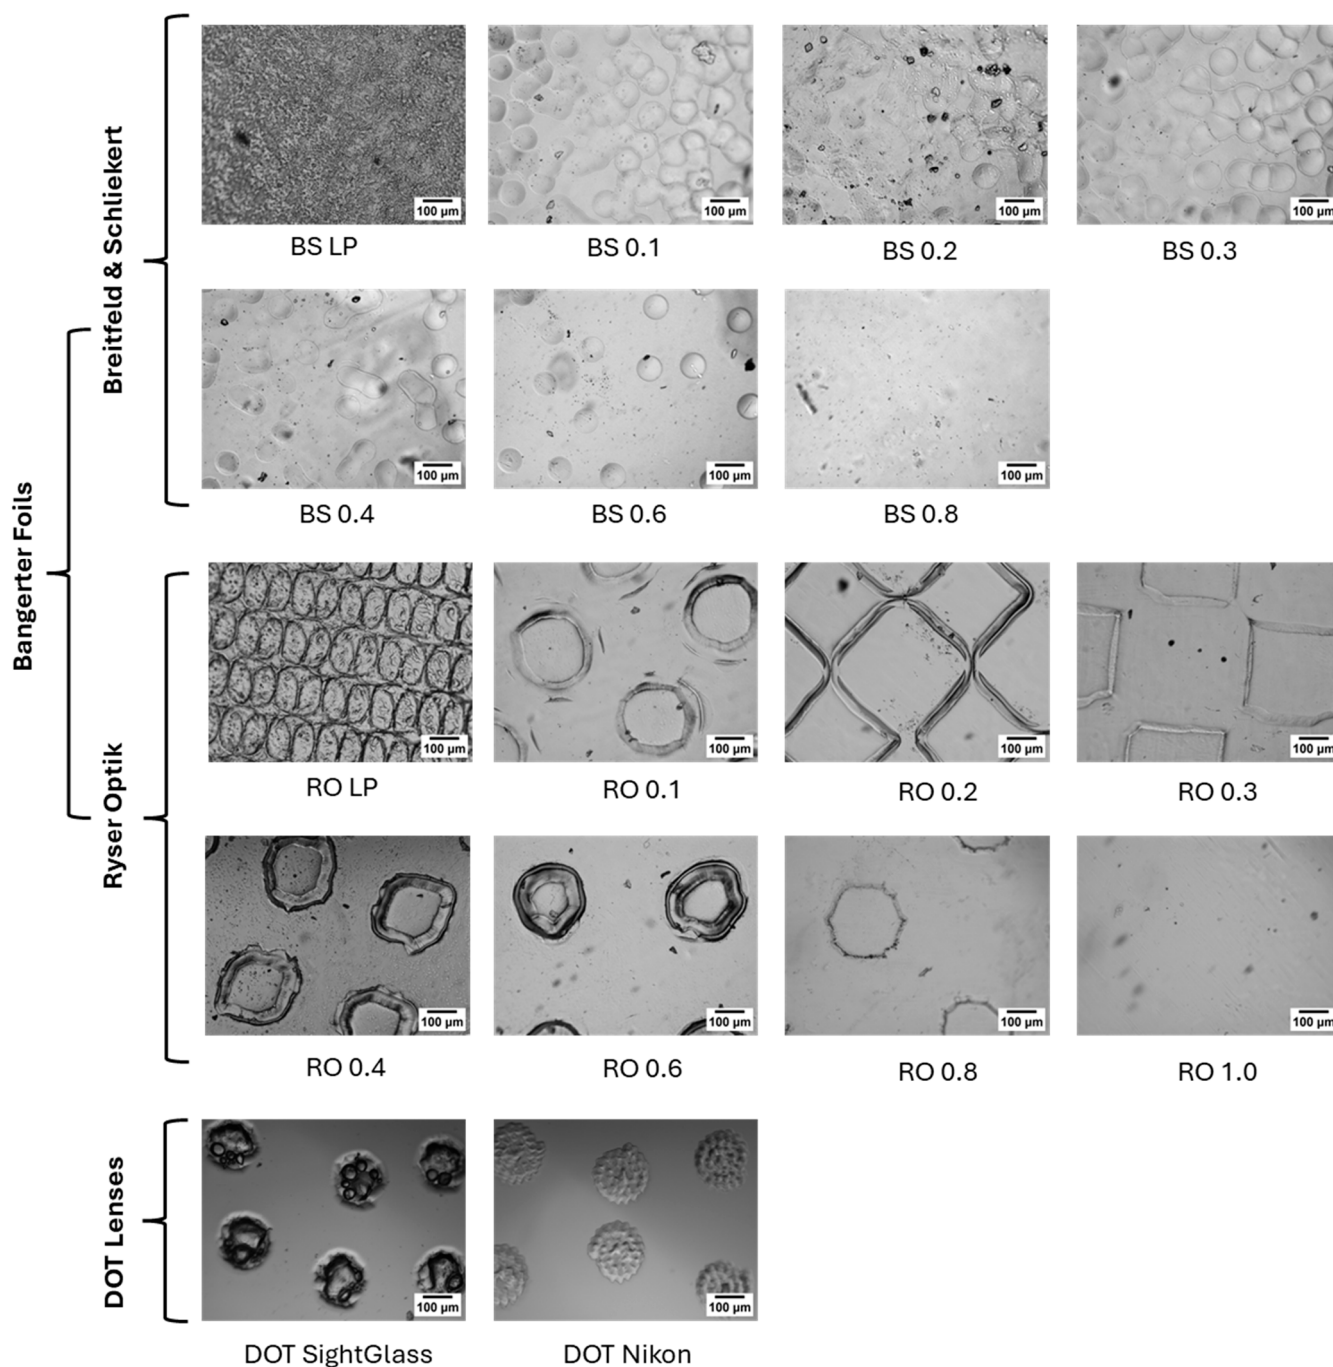 Bangerter Foils
Breitfeld & Schliekert
100 µm
100 µm
100 µm
100 µm
BS LP
BS 0.1
BS 0.2
BS 0.3
100 µm
100 µm
100 µm
BS 0.4
BS 0.6
BS 0.8
Ryser Optik
100 µm
100 µm
100 µm
100 µm
RO LP
RO 0.1
RO 0.2
RO 0.3
100 µm
100 µm
100 µm
100 µm
RO 0.4
RO 0.6
RO 0.8
RO 1.0
DOT Lenses
100 µm
100 µm
DOT SightGlass
DOT Nikon